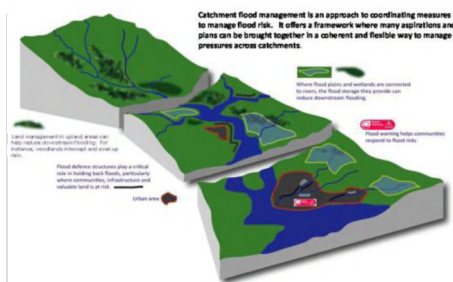 Catchment flood management is an approach to coordinating measures
to manage flood risk. It offers a framework where many aspirations and
plans can be brought together in a coherent and flexible way to manage
pressures across catchments.
Where flood plains and wetlands are connected
to rivers, the flood storage they provide can
reduce downstream flooding.
Land management in upland areas can
help reduce downstream flooding. For
instance, woodlands intercept and soak up
rain.
Flood warning helps communities
respond to flood risks
Flood defence structures play a critical
role in holding back floods, particularly
where communities, infrastructure and
valuable land is at risk.
Urban area